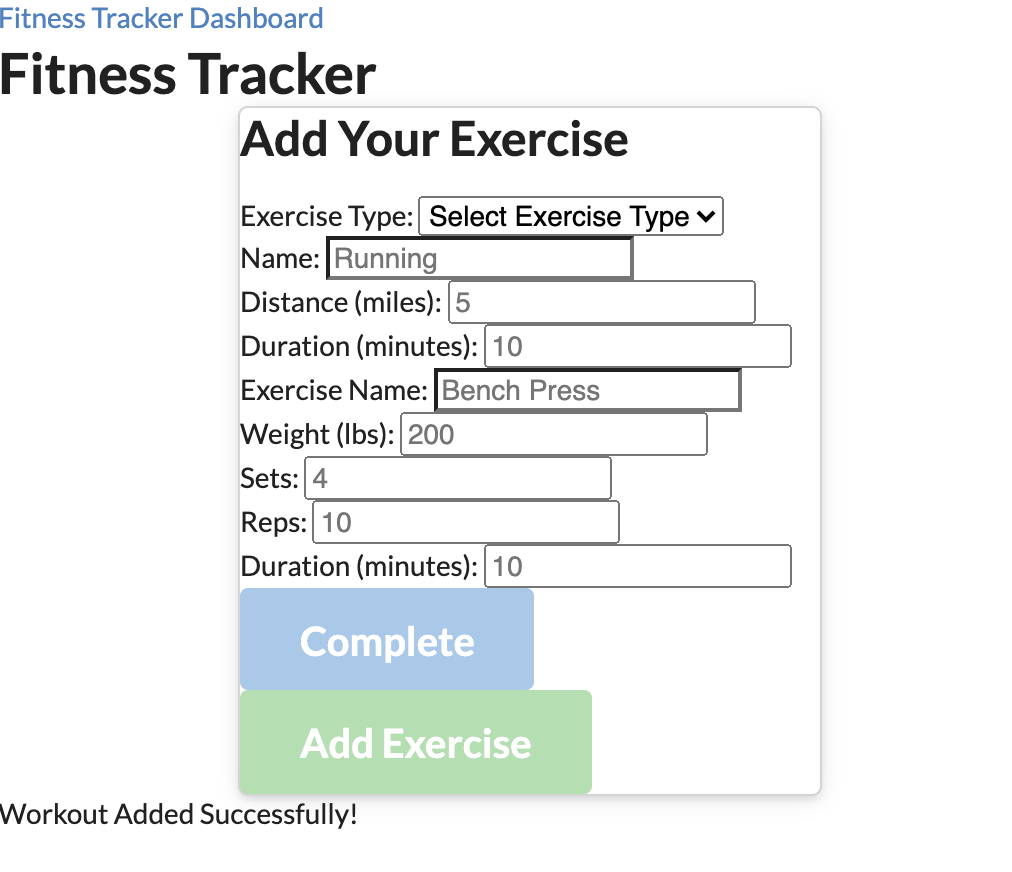 Fitness Tracker Dashboard
Fitness Tracker
Add Your Exercise
Exercise Type: Select Exercise Type
Name: Running
Distance (miles): 5
Duration (minutes): 10
Exercise Name: Bench Press
Weight (lbs): 200
Sets: 4
Reps: 10
Duration (minutes): 10
Complete
Add Exercise
Workout Added Successfully!